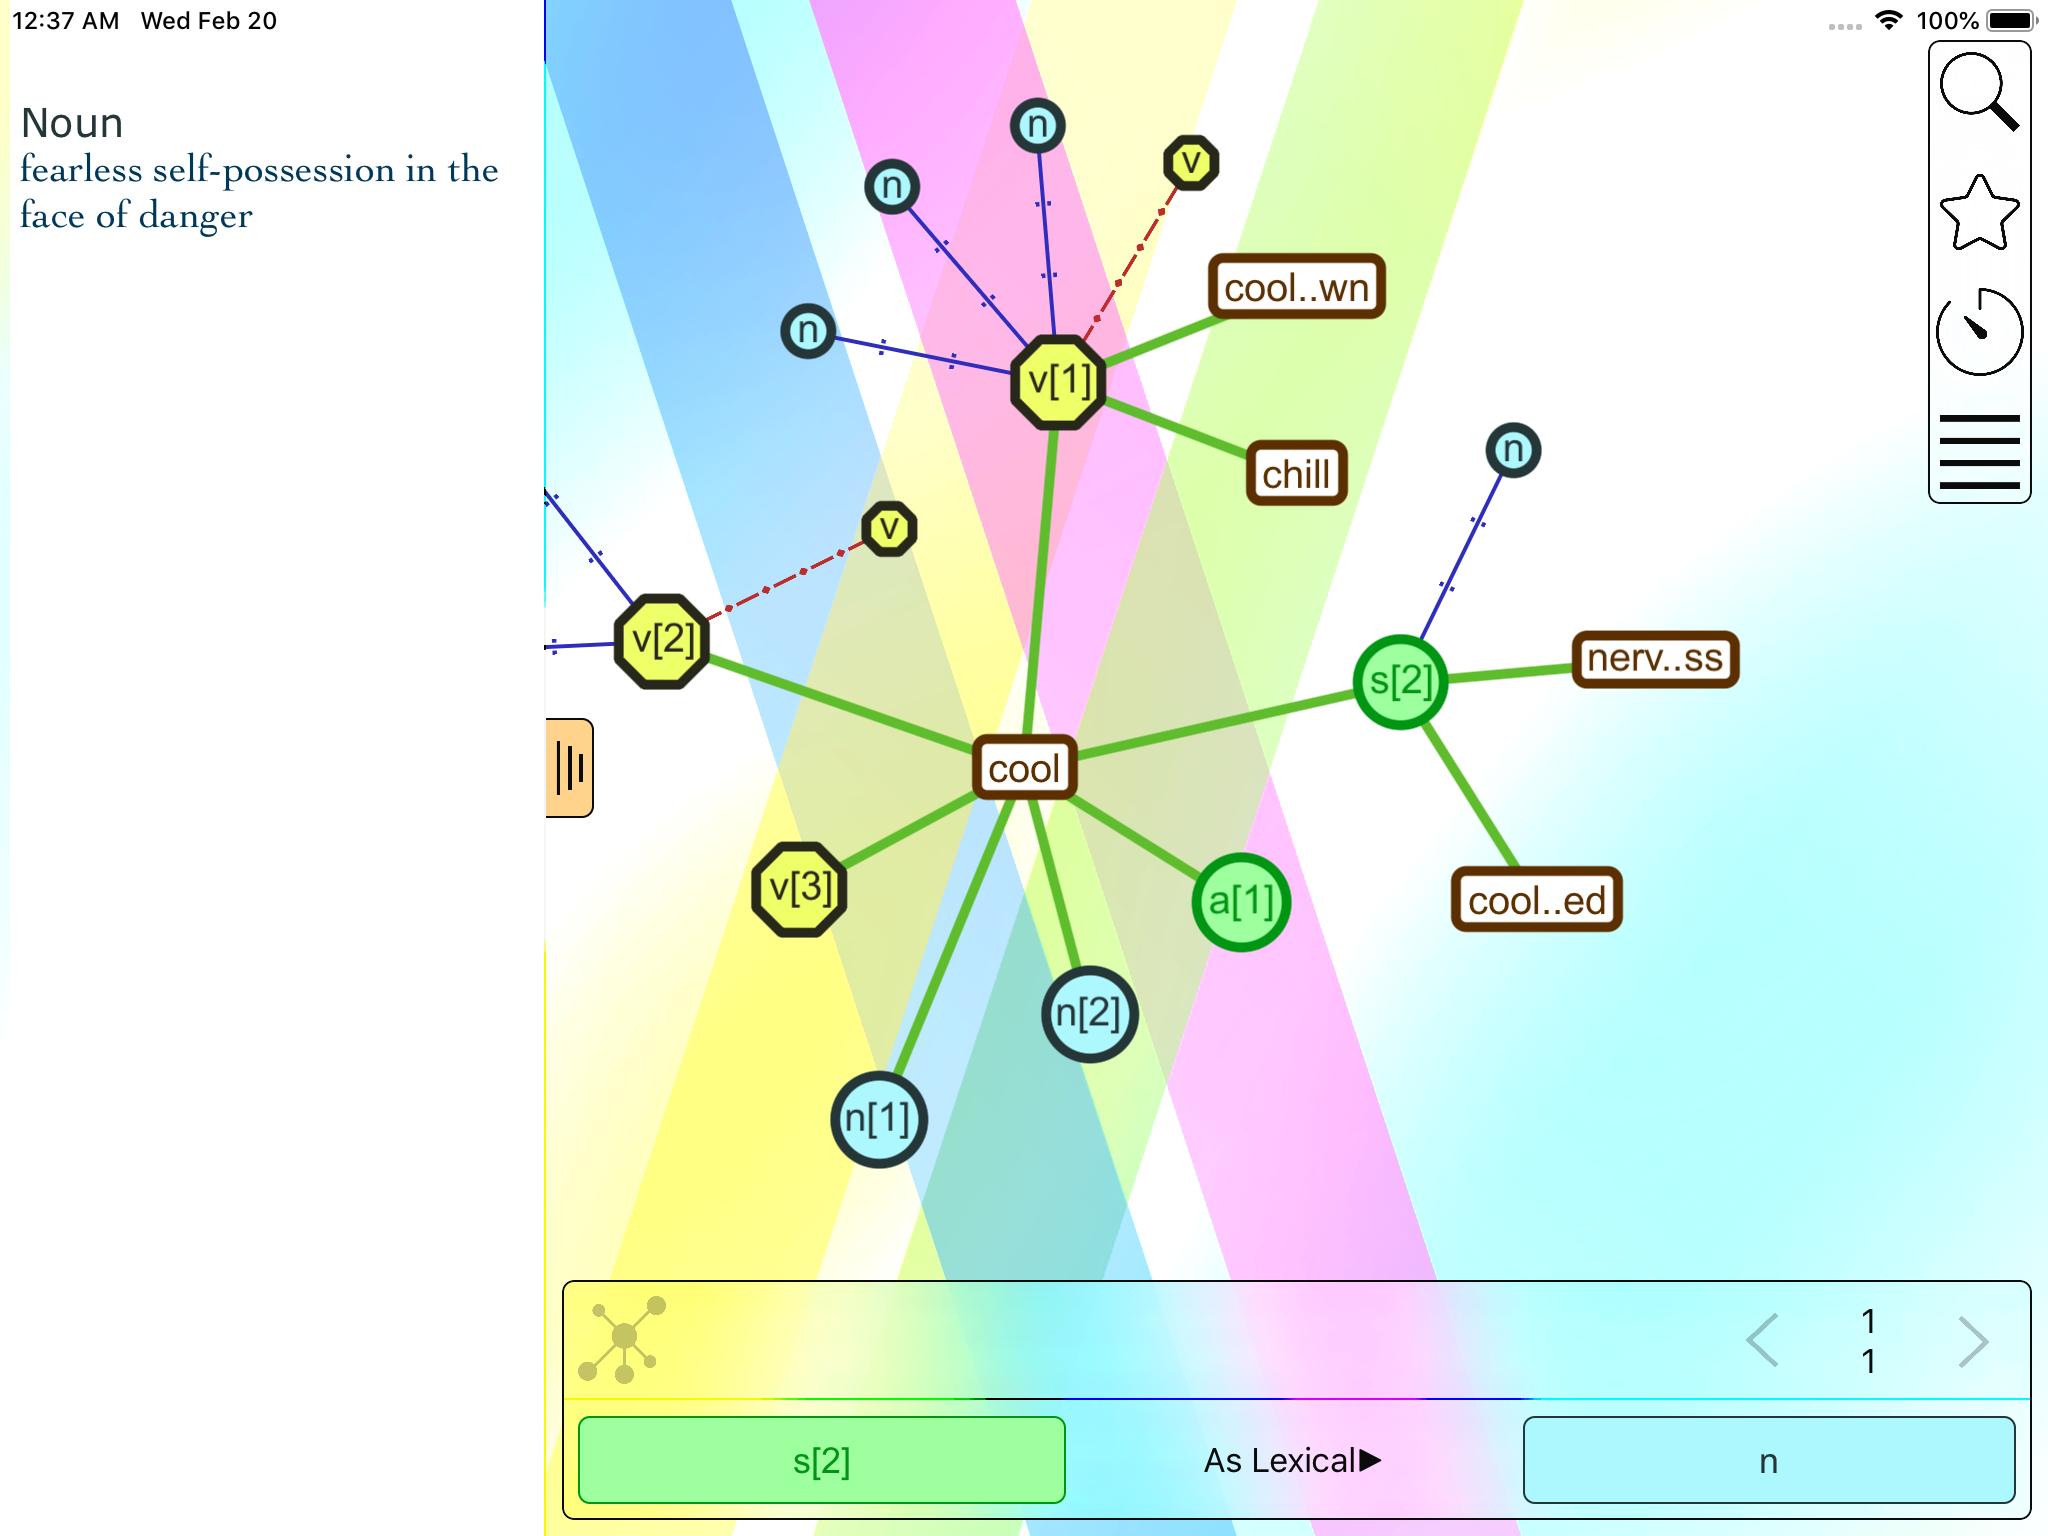 12:37 AM Wed Feb 20
100%
Noun
fearless self-possession in the
face of danger
n
n
v
n
cool..wn
v[1]
chill
n
v
v[2]
s[2]
nerv..ss
cool
v[3]
a[1]
cool..ed
n[2]
n[1]
1
1
s[2]
As Lexical▶
n